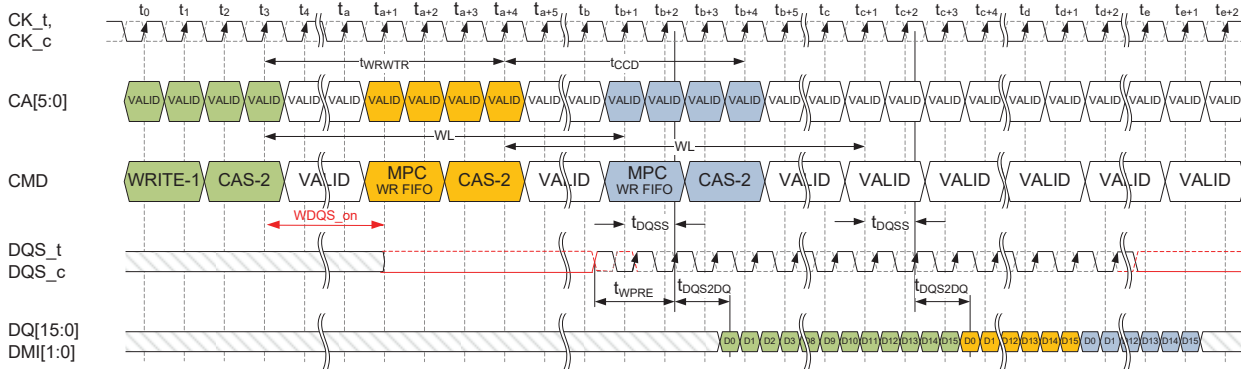 CK_t, t0 t1 t2 t3 t4 ta ta+1 ta+2 ta+3 ta+4 ta+5 tb tb+1 tb+2 tb+3 tb+4 tb+5 tc tc+1 tc+2 tc+3 tc+4 td td+1 td+2 te te+1 te+2
CK_c
tWRWTR tCCD
CA[5:0] VALID VALID VALID VALID VALID VALID VALID VALID VALID VALID VALID VALID VALID VALID VALID VALID VALID VALID VALID VALID VALID VALID VALID VALID VALID VALID VALID VALID
WL WL
CMD WRITE-1 CAS-2 VALID MPC WR FIFO CAS-2 VALID MPC WR FIFO CAS-2 VALID VALID VALID VALID VALID VALID
WDQS_on tDQSS tDQSS
DQS_t
DQS_c
tWPRE tDQS2DQ tDQS2DQ
DQ[15:0] D0 D1 D2 D3 D8 D9 D10 D11 D12 D13 D14 D15 D0 D1 D12 D13 D14 D15 D0 D1 D12 D13 D14 D15
DMI[1:0]